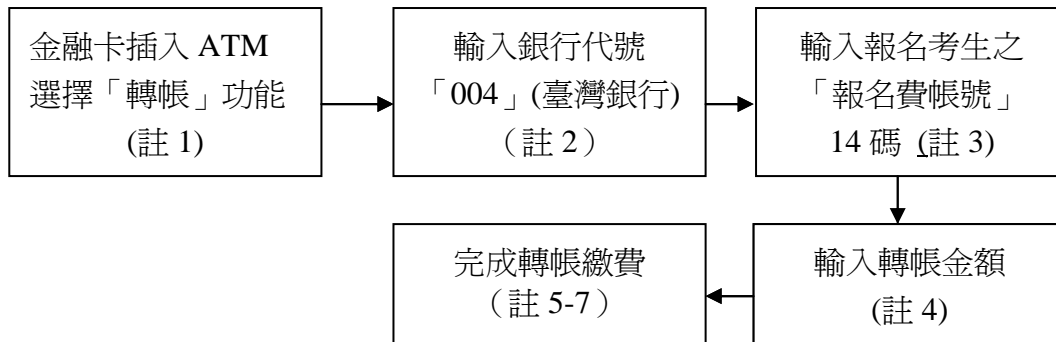 金融卡插入 ATM
選擇「轉帳」功能
(註 1)
輸入銀行代號
「004」(臺灣銀行)
（註 2）
輸入報名考生之
「報名費帳號」
14 碼 (註 3)
輸入轉帳金額
(註 4)
完成轉帳繳費
（註 5-7）